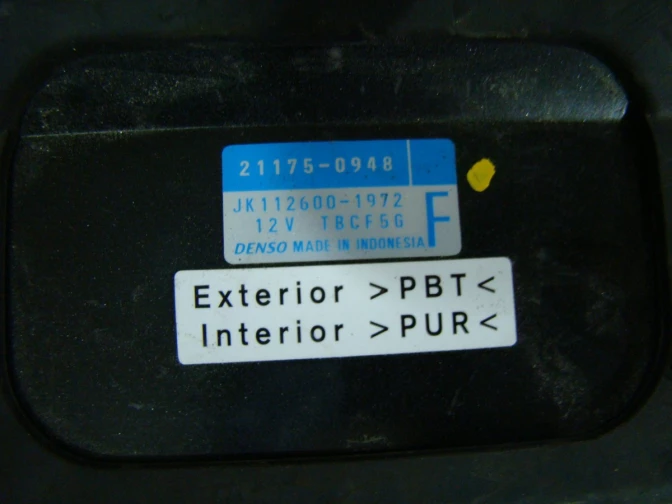 21175-0948
JK112600-1972
12V TBCF5G
F
DENSO MADE IN INDONESIA
Exterior >PBT<
Interior >PUR<